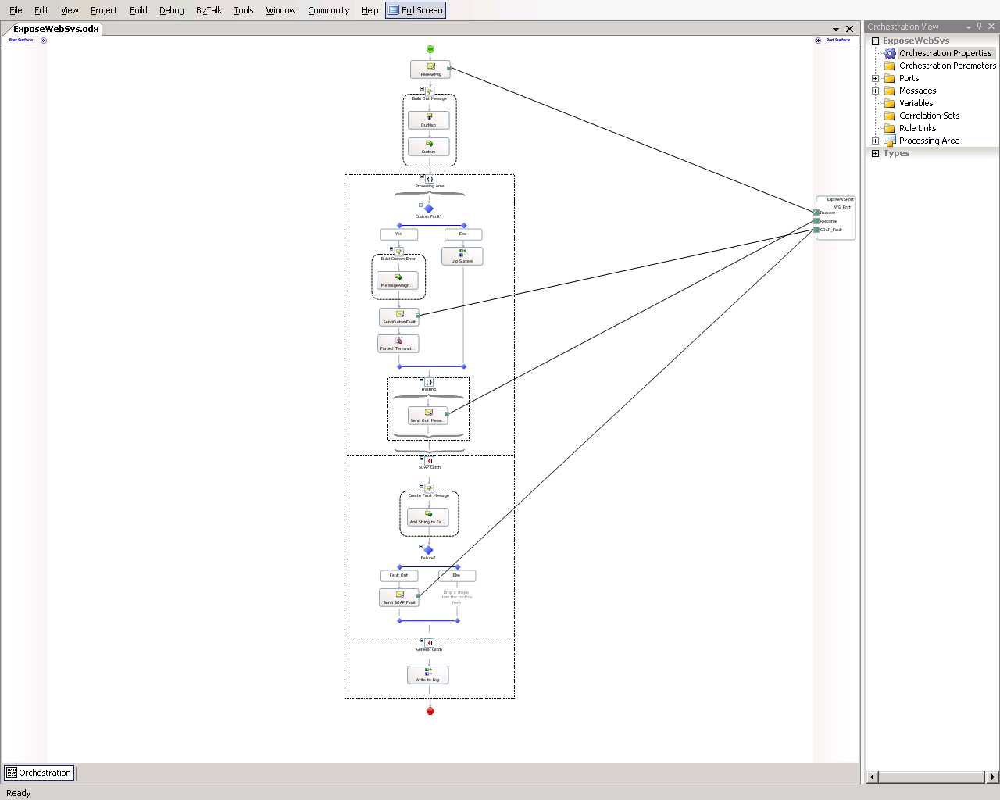 File Edit View Project Build Debug BizTalk Tools Window Community Help Full Screen
ExposeWebSvs.odx
Port Surface
Port Surface
ReceiveMsg
Build Out Message
OutMap
Custom
Processing Area
Custom Fault?
Yes
Else
Build Custom Error
Log Success
MessageAssign...
SendCustomFault
Forced Terminat...
Tracking
Send Out Messa...
SOAP Catch
Create Fault Message
Add String to Fa...
Failure?
Fault Out
Else
Send SOAP Fault
Drop a shape
from the toolbox
here
General Catch
Write to Log
ExposeWSPort
WS_Port
Request
Response
SOAP_Fault
Orchestration View
ExposeWebSvs
Orchestration Properties
Orchestration Parameters
Ports
Messages
Variables
Correlation Sets
Role Links
Processing Area
Types
Orchestration
Ready